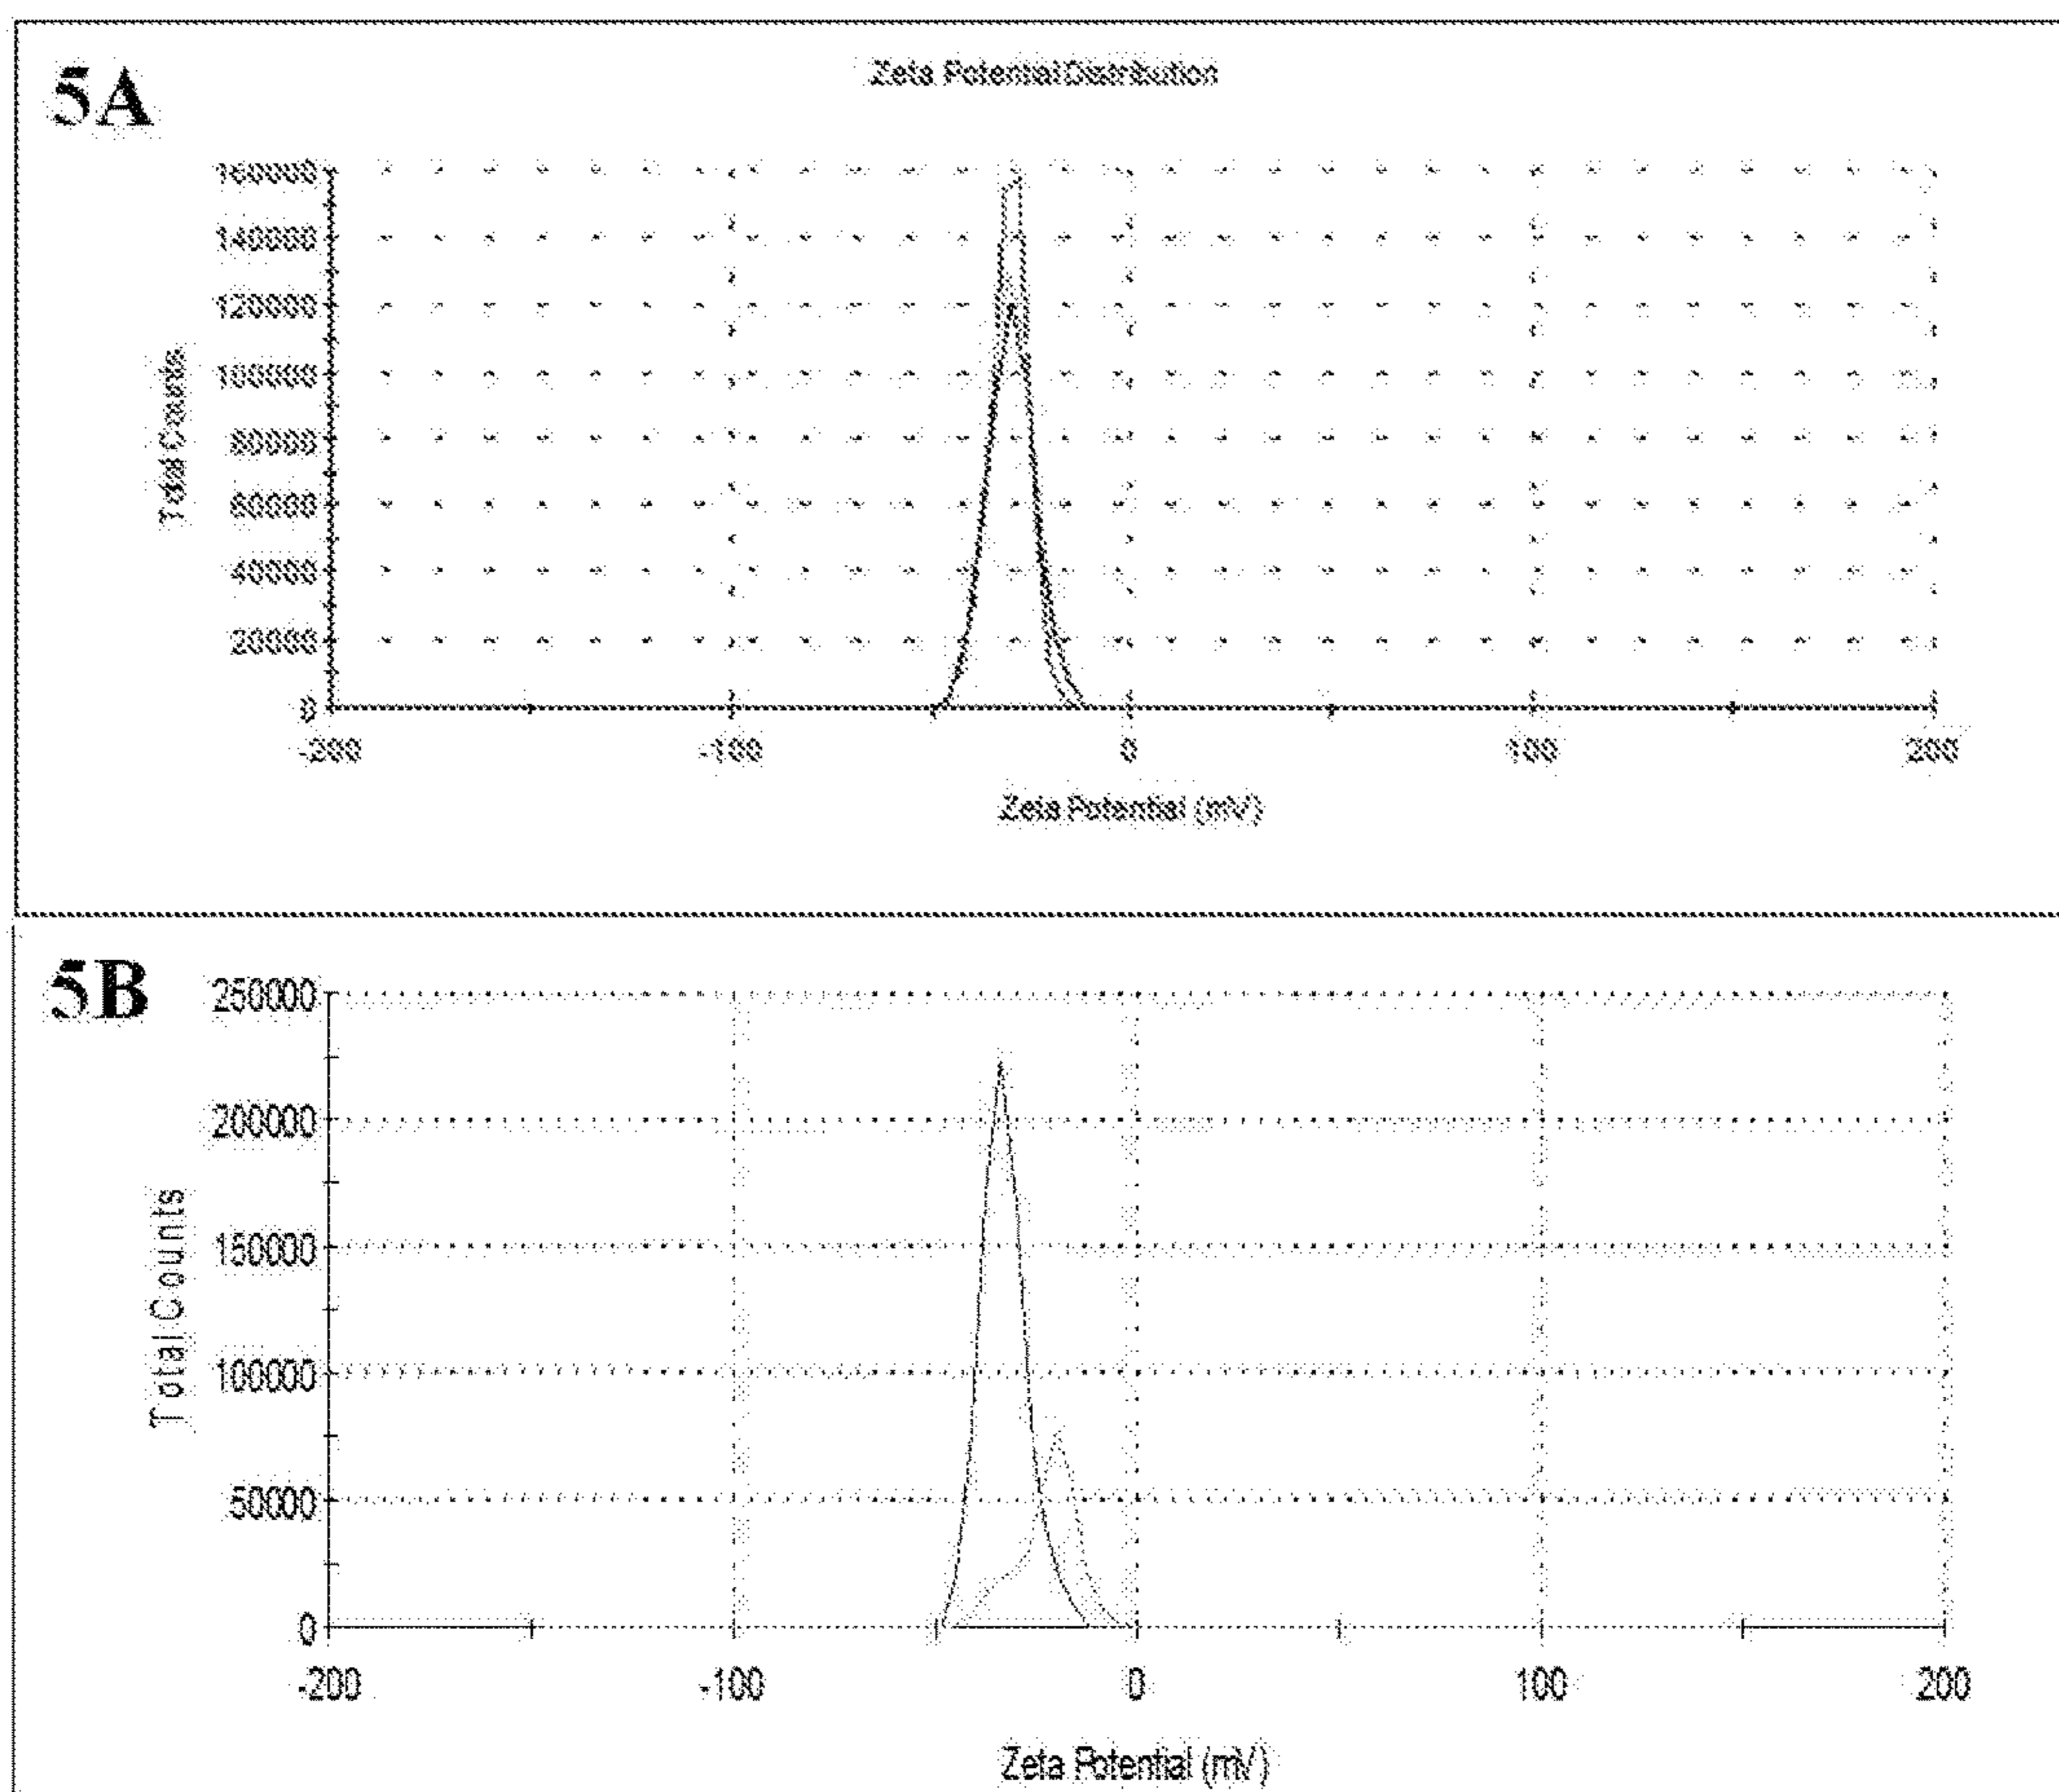 5A
Zeta Potential Distribution
160000
140000
120000
100000
80000
60000
40000
20000
0
Total Counts
-200 -100 0 100 200
Zeta Potential (mV)
5B
250000
200000
150000
100000
50000
0
Total Counts
-200 -100 0 100 200
Zeta Potential (mV)